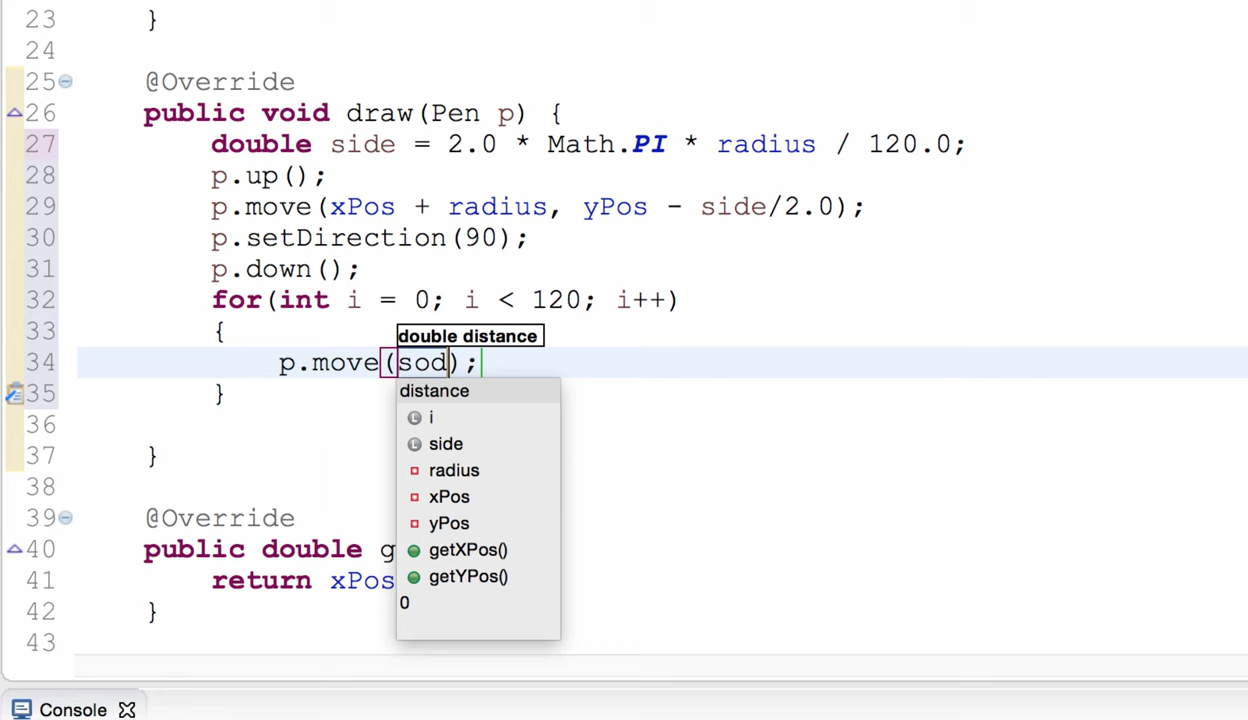 23 }
24
25 @Override
26 public void draw(Pen p) {
27 double side = 2.0 * Math.PI * radius / 120.0;
28 p.up();
29 p.move(xPos + radius, yPos - side/2.0);
30 p.setDirection(90);
31 p.down();
32 for(int i = 0; i < 120; i++)
33 {
double distance
34 p.move(sod);
35 }
distance
i
side
radius
xPos
yPos
getXPos()
getYPos()
0
36
37 }
38
39 @Override
40 public double g
41 return xPos
42 }
43
Console